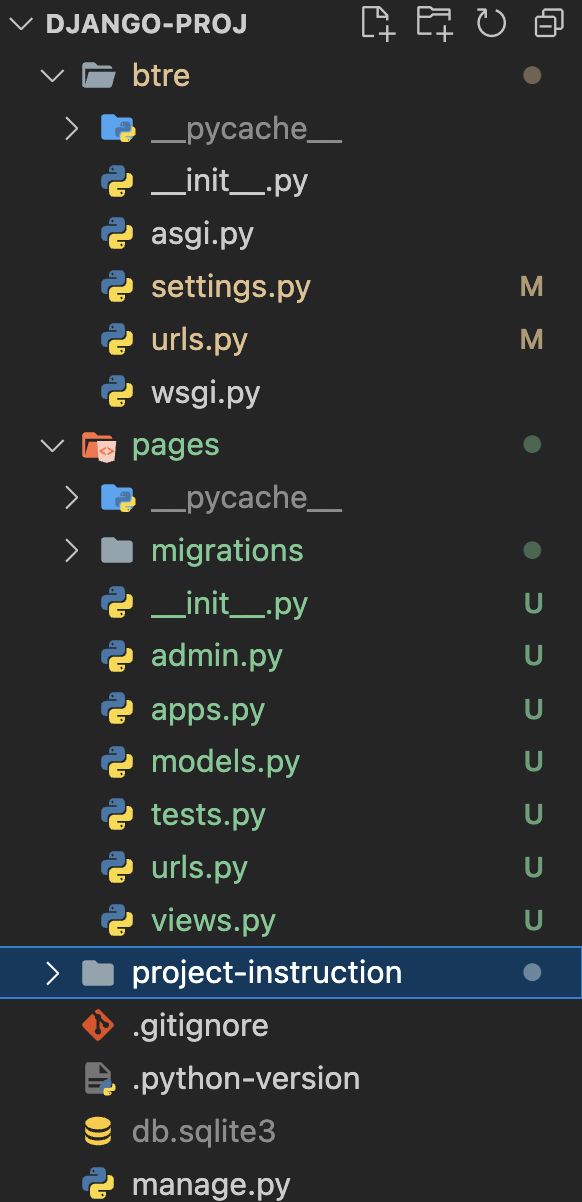 DJANGO-PROJ
btre
__pycache__
__init__.py
asgi.py
settings.py M
urls.py M
wsgi.py
pages
__pycache__
migrations
__init__.py U
admin.py U
apps.py U
models.py U
tests.py U
urls.py U
views.py U
project-instruction
.gitignore
.python-version
db.sqlite3
manage.py